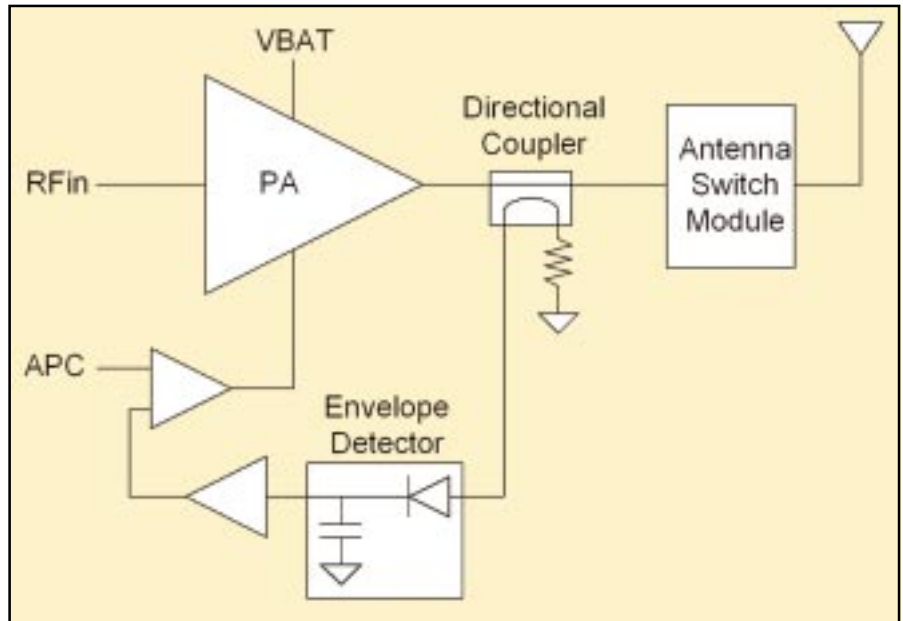 VBAT
Directional
Coupler
Antenna
Switch
Module
RFin
PA
APC
Envelope
Detector